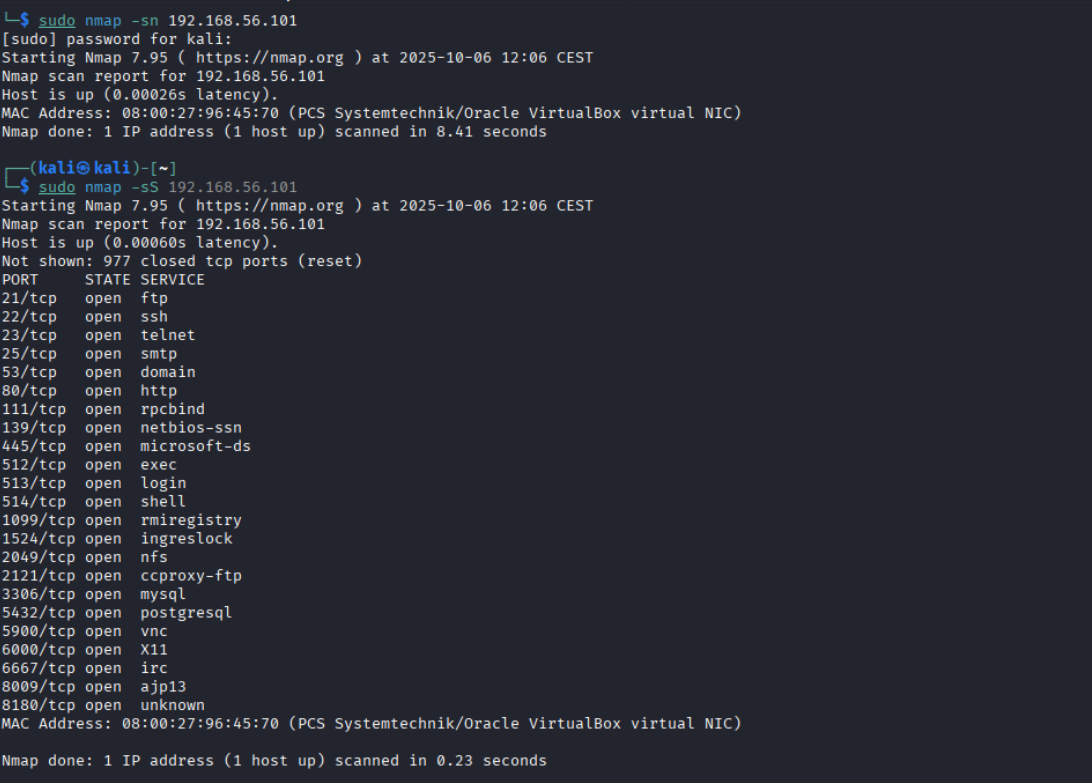 └─$ sudo nmap -sn 192.168.56.101
[sudo] password for kali:
Starting Nmap 7.95 ( https://nmap.org ) at 2025-10-06 12:06 CEST
Nmap scan report for 192.168.56.101
Host is up (0.00026s latency).
MAC Address: 08:00:27:96:45:70 (PCS Systemtechnik/Oracle VirtualBox virtual NIC)
Nmap done: 1 IP address (1 host up) scanned in 8.41 seconds

┌──(kali㉿kali)-[~]
└─$ sudo nmap -sS 192.168.56.101
Starting Nmap 7.95 ( https://nmap.org ) at 2025-10-06 12:06 CEST
Nmap scan report for 192.168.56.101
Host is up (0.00060s latency).
Not shown: 977 closed tcp ports (reset)
PORT     STATE SERVICE
21/tcp   open  ftp
22/tcp   open  ssh
23/tcp   open  telnet
25/tcp   open  smtp
53/tcp   open  domain
80/tcp   open  http
111/tcp  open  rpcbind
139/tcp  open  netbios-ssn
445/tcp  open  microsoft-ds
512/tcp  open  exec
513/tcp  open  login
514/tcp  open  shell
1099/tcp open  rmiregistry
1524/tcp open  ingreslock
2049/tcp open  nfs
2121/tcp open  ccproxy-ftp
3306/tcp open  mysql
5432/tcp open  postgresql
5900/tcp open  vnc
6000/tcp open  X11
6667/tcp open  irc
8009/tcp open  ajp13
8180/tcp open  unknown
MAC Address: 08:00:27:96:45:70 (PCS Systemtechnik/Oracle VirtualBox virtual NIC)

Nmap done: 1 IP address (1 host up) scanned in 0.23 seconds